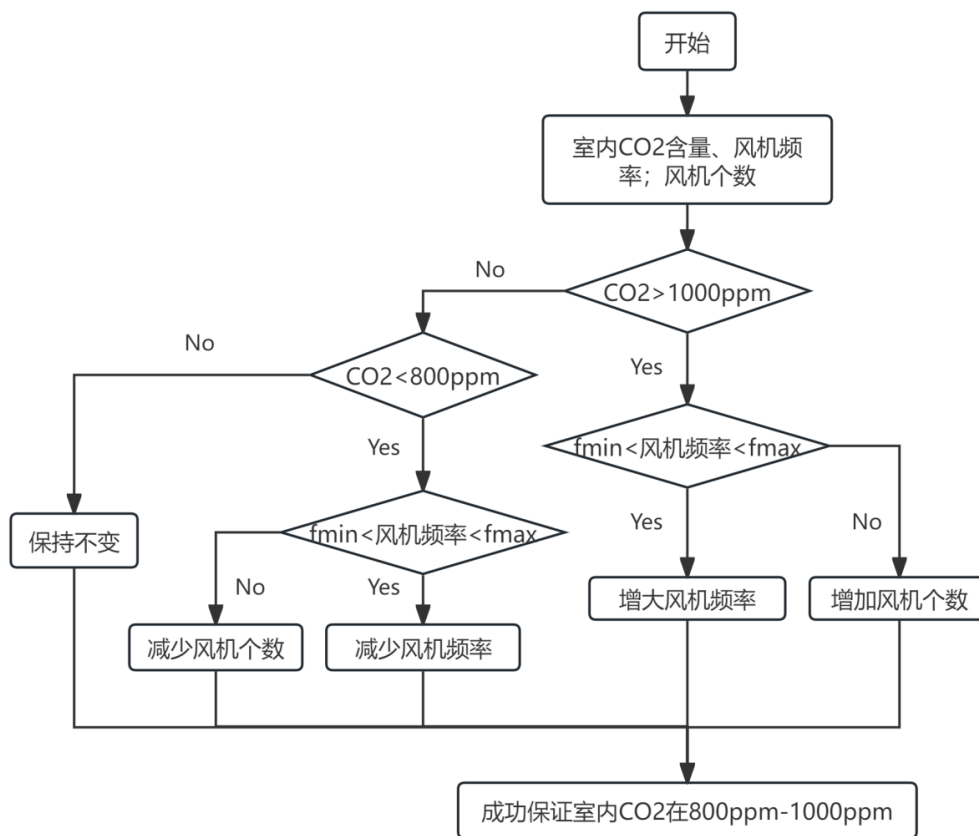 开始
室内CO2含量、风机频
率；风机个数
No
CO2>1000ppm
No
CO2<800ppm
Yes
Yes
fmin<风机频率<fmax
fmin<风机频率<fmax
Yes
No
保持不变
No
Yes
增大风机频率
增加风机个数
减少风机个数
减少风机频率
成功保证室内CO2在800ppm-1000ppm